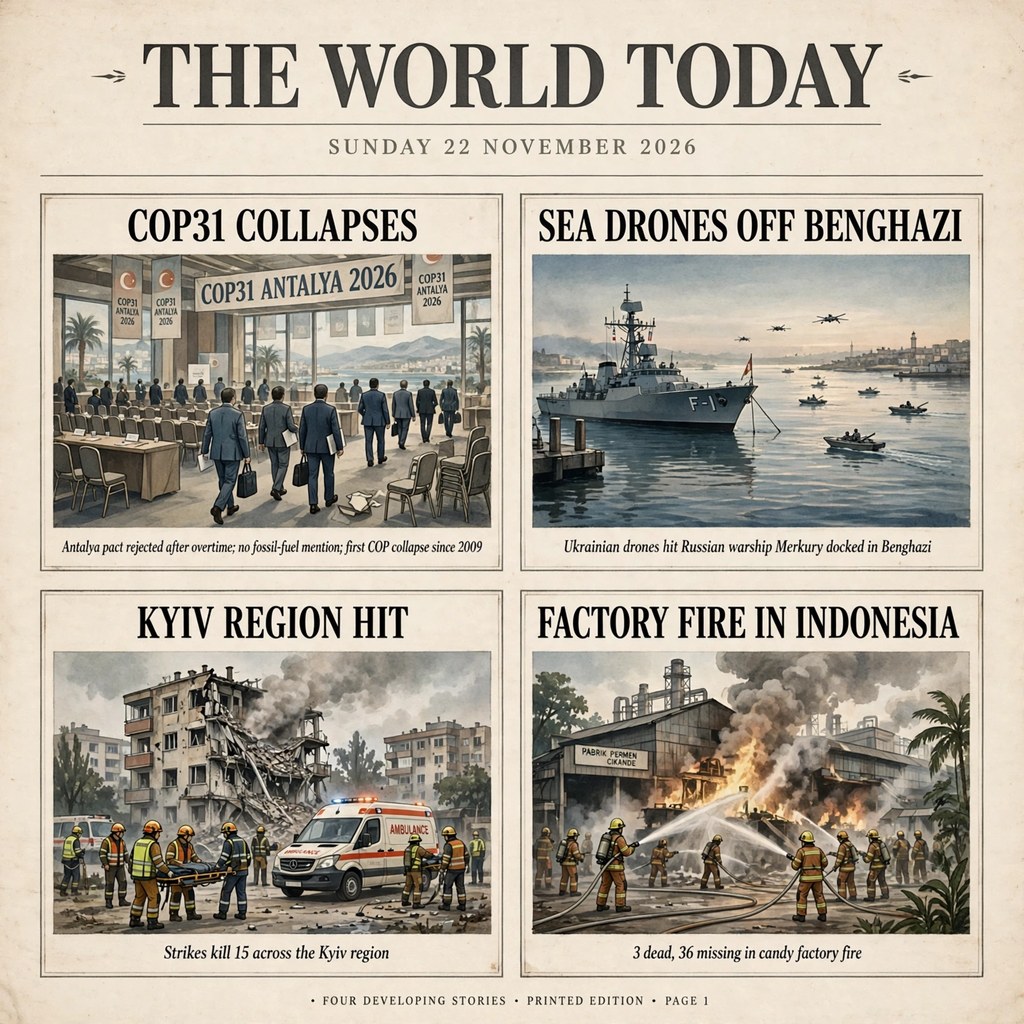 THE WORLD TODAY
SUNDAY 22 NOVEMBER 2026
COP31 COLLAPSES
COP31
ANTALYA
2026
COP31
ANTALYA
2026
COP31 ANTALYA 2026
COP31
ANTALYA
2026
Antalya pact rejected after overtime; no fossil-fuel mention; first COP collapse since 2009
SEA DRONES OFF BENGHAZI
F-1
Ukrainian drones hit Russian warship Merkury docked in Benghazi
KYIV REGION HIT
AMBULANCE
AMBULANCE
Strikes kill 15 across the Kyiv region
FACTORY FIRE IN INDONESIA
PABRIK PERMEN
CIKANDE
3 dead, 36 missing in candy factory fire
• FOUR DEVELOPING STORIES • PRINTED EDITION • PAGE 1